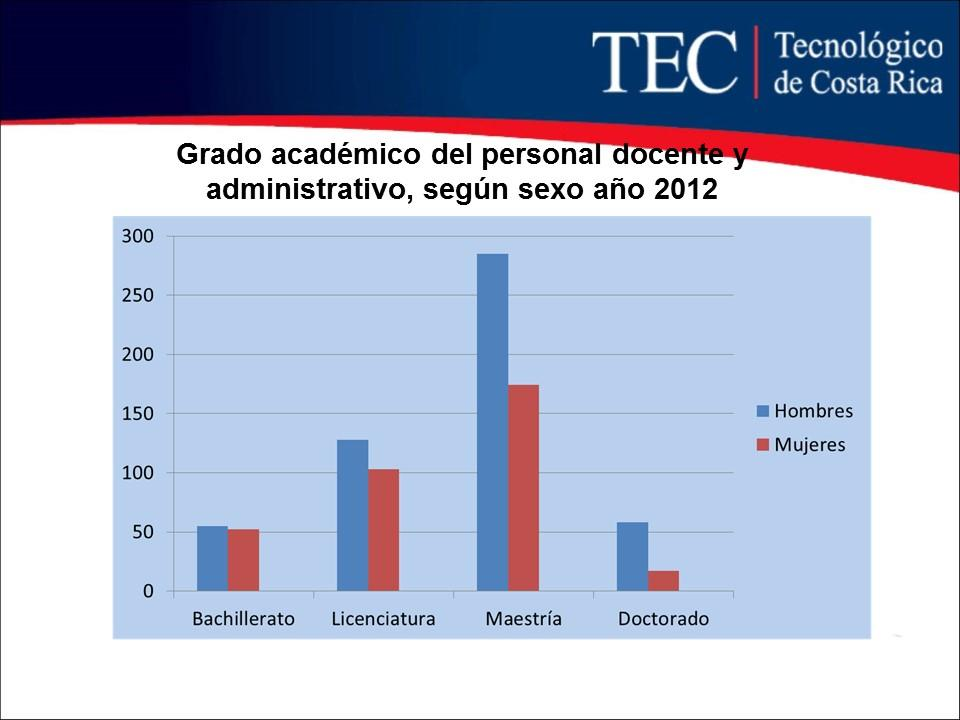 TEC
Tecnológico
de Costa Rica
Grado académico del personal docente y
administrativo, según sexo año 2012
300
250
200
150
100
50
0
Bachillerato Licenciatura Maestría Doctorado
Hombres
Mujeres